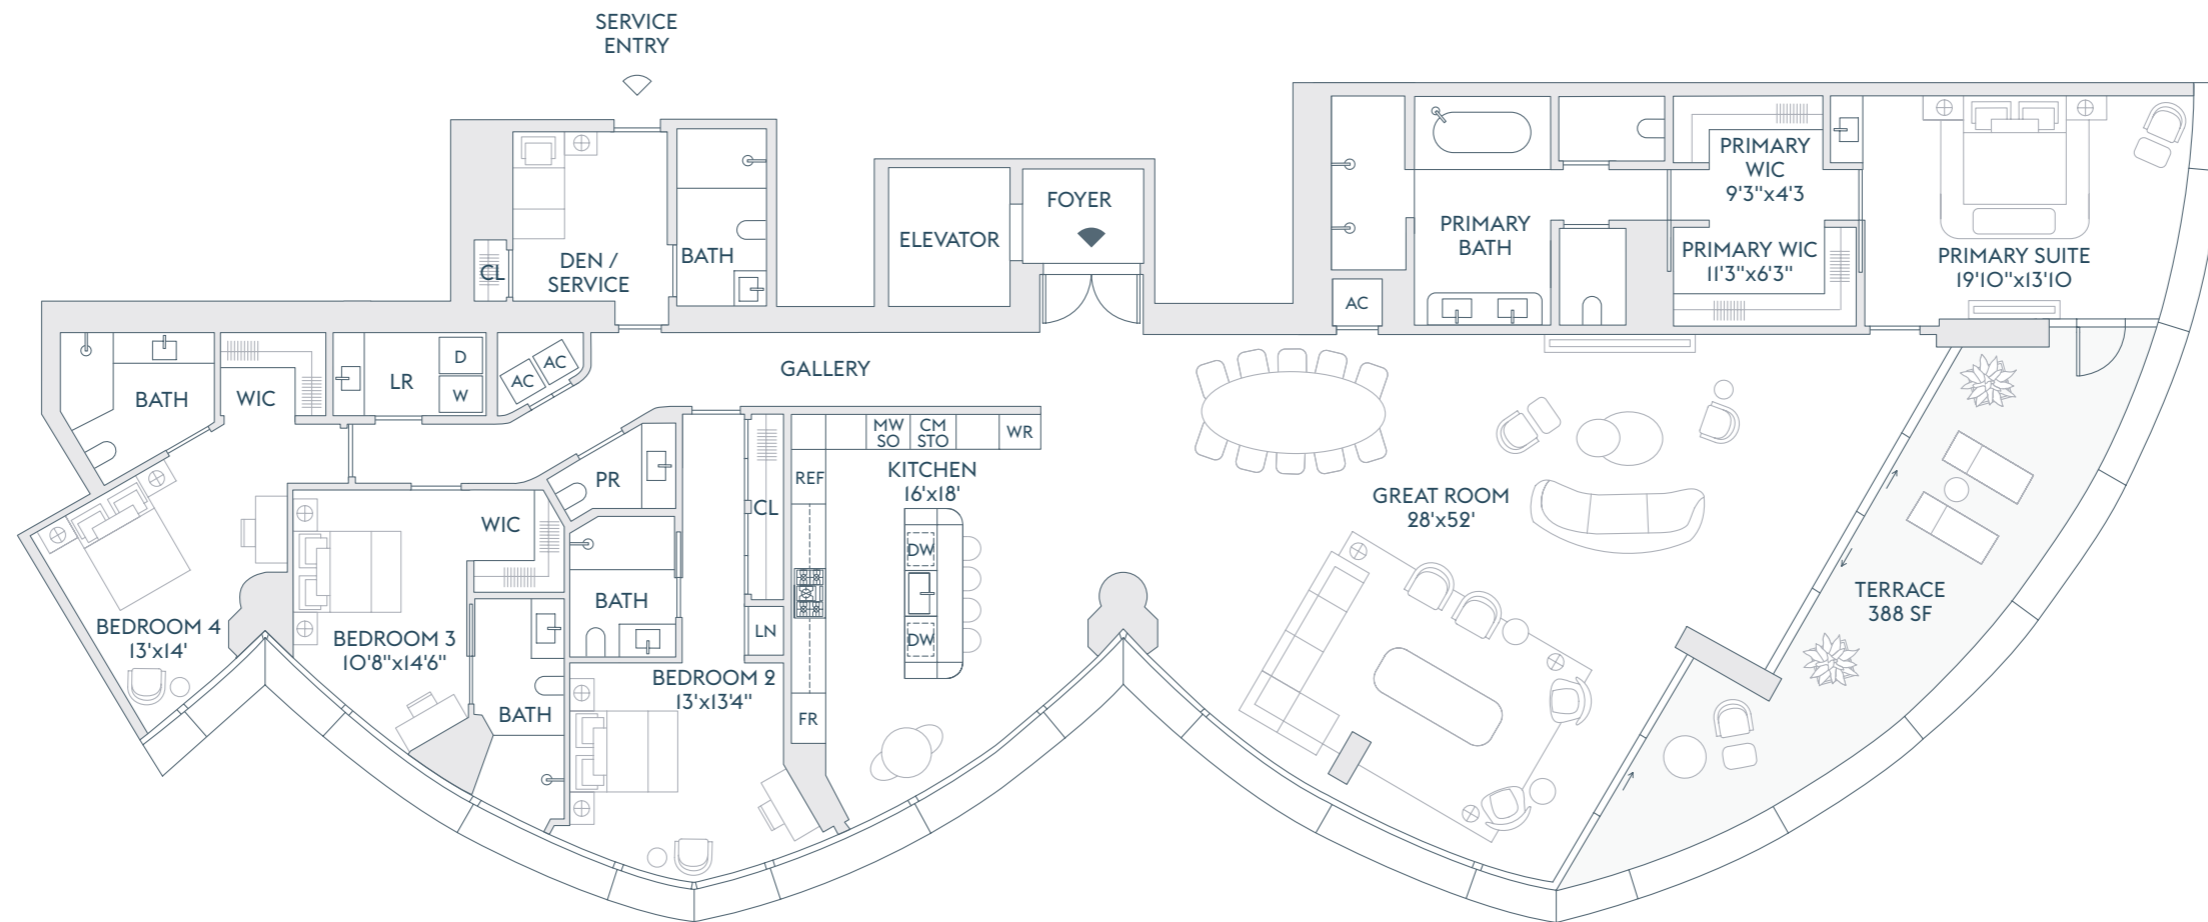 SERVICE
ENTRY
PRIMARY
WIC
9'3"x4'3
FOYER
ELEVATOR
PRIMARY
BATH
PRIMARY WIC
11'3"x6'3"
PRIMARY SUITE
19'10"x13'10
CL
DEN /
SERVICE
BATH
AC
BATH
WIC
LR
D
W
AC
AC
GALLERY
MW
SO
CM
STO
WR
KITCHEN
16'x18'
REF
PR
WIC
CL
GREAT ROOM
28'x52'
DW
DW
BATH
LN
TERRACE
388 SF
BEDROOM 4
13'x14'
BEDROOM 3
10'8"x14'6"
BEDROOM 2
13'x13'4"
BATH
FR